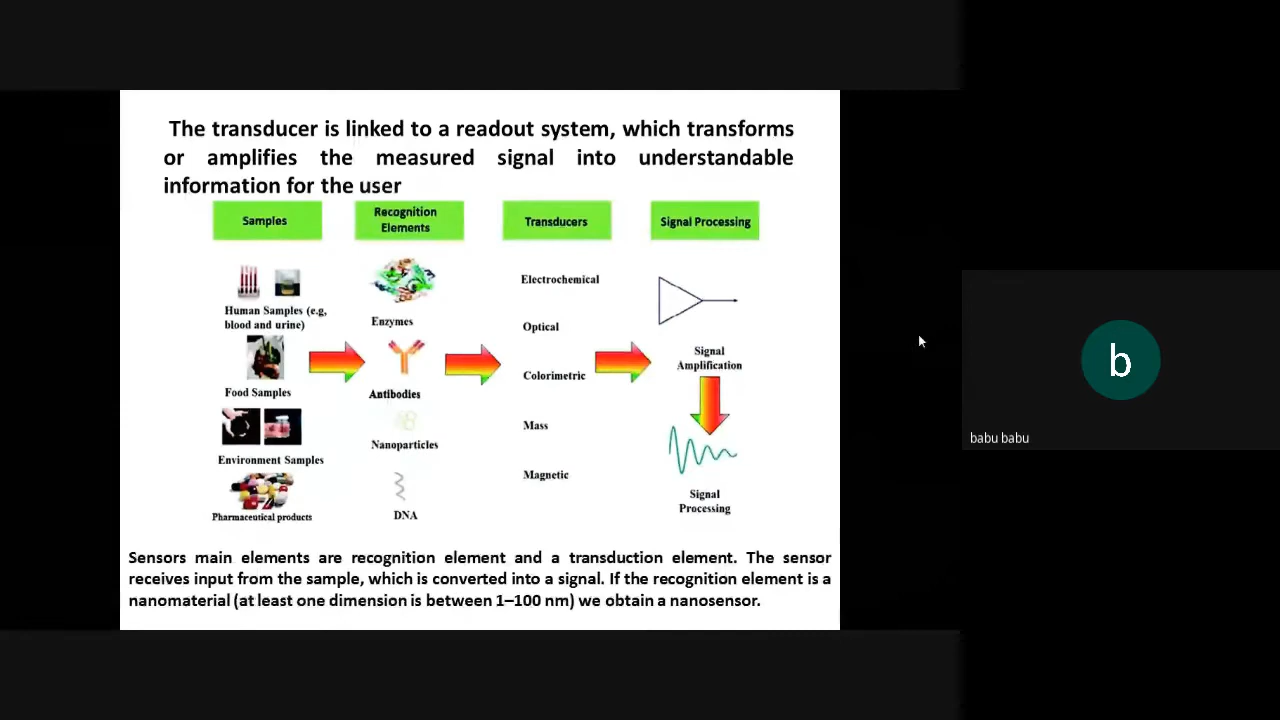 The transducer is linked to a readout system, which transforms
or amplifies the measured signal into understandable
information for the user
Samples
Recognition
Elements
Transducers
Signal Processing
Human Samples (e.g,
blood and urine)
Food Samples
Environment Samples
Pharmaceutical products
Enzymes
Antibodies
Nanoparticles
DNA
Electrochemical
Optical
Colorimetric
Mass
Magnetic
Signal
Amplification
Signal
Processing
Sensors main elements are recognition element and a transduction element. The sensor
receives input from the sample, which is converted into a signal. If the recognition element is a
nanomaterial (at least one dimension is between 1–100 nm) we obtain a nanosensor.
b
babu babu